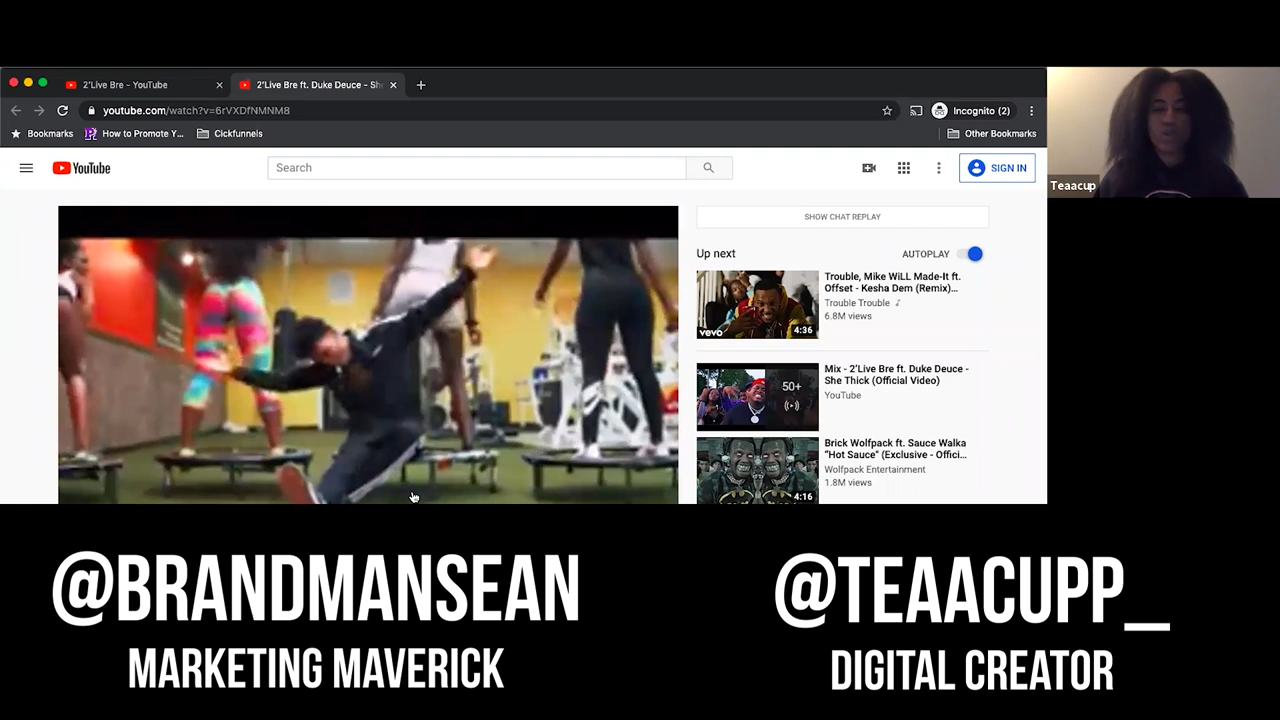 2'Live Bre - YouTube
2'Live Bre ft. Duke Deuce - She
youtube.com/watch?v=6rVXDfNMNM8
Incognito (2)
Bookmarks
How to Promote Y...
Clickfunnels
Other Bookmarks
YouTube
Search
SIGN IN
Teaacup
SHOW CHAT REPLAY
Up next
AUTOPLAY
Trouble, Mike WiLL Made-It ft.
Offset - Kesha Dem (Remix)...
Trouble Trouble
6.8M views
vevo
4:36
Mix - 2'Live Bre ft. Duke Deuce -
She Thick (Official Video)
YouTube
50+
Brick Wolfpack ft. Sauce Walka
"Hot Sauce" (Exclusive - Offici...
Wolfpack Entertainment
1.8M views
4:16
@BRANDMANSEAN
MARKETING MAVERICK
@TEAACUPP_
DIGITAL CREATOR